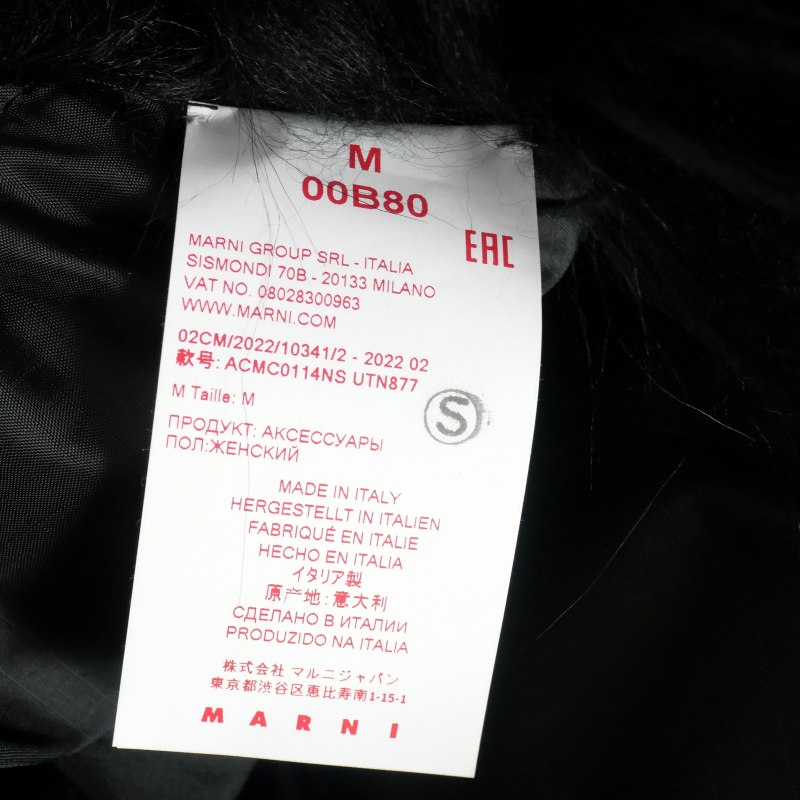 M
00B80
EAC
MARNI GROUP SRL - ITALIA
SISMONDI 70B - 20133 MILANO
VAT NO. 08028300963
WWW.MARNI.COM
02CM/2022/10341/2 - 2022 02
款号: ACMC0114NS UTN877
M Taille: M
S
ПРОДУКТ: АКСЕССУАРЫ
ПОЛ:ЖЕНСКИЙ
MADE IN ITALY
HERGESTELLT IN ITALIEN
FABRIQUÉ EN ITALIE
HECHO EN ITALIA
イタリア製
原产地: 意大利
СДЕЛАНО В ИТАЛИИ
PRODUZIDO NA ITALIA
株式会社 マルニジャパン
東京都渋谷区恵比寿南1-15-1
MARNI